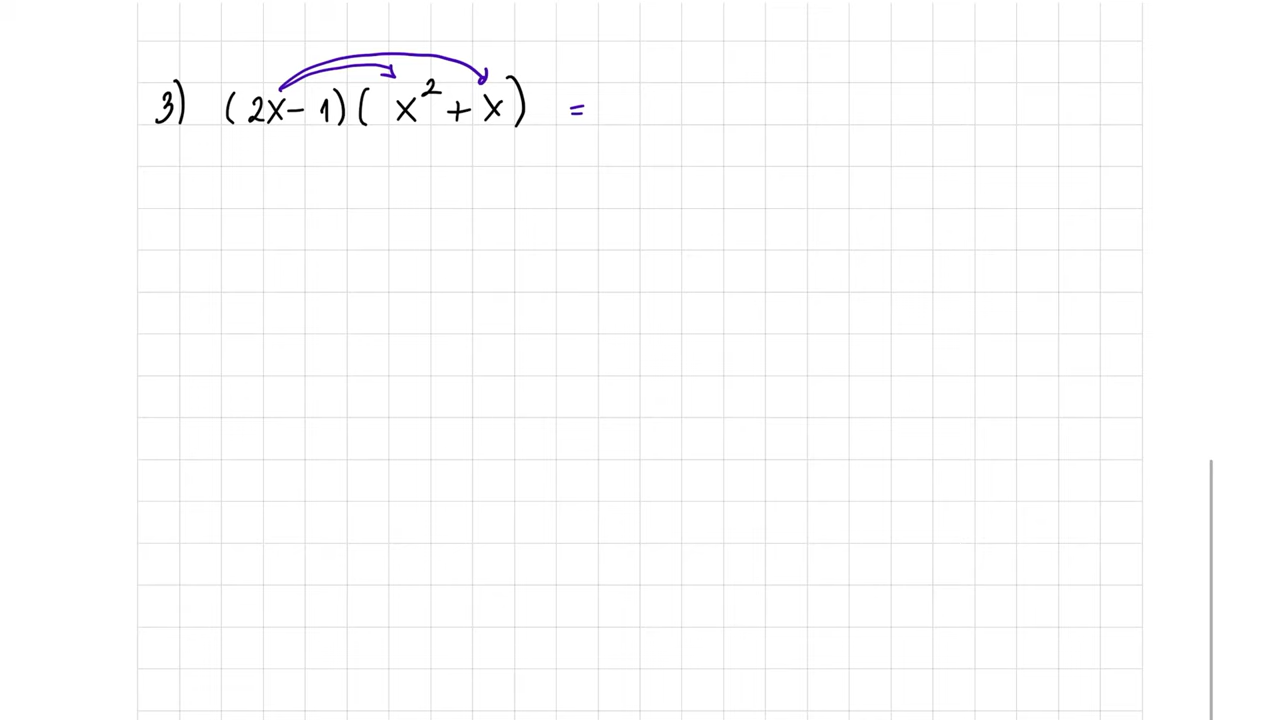 3) (2x - 1)( x² + x) =